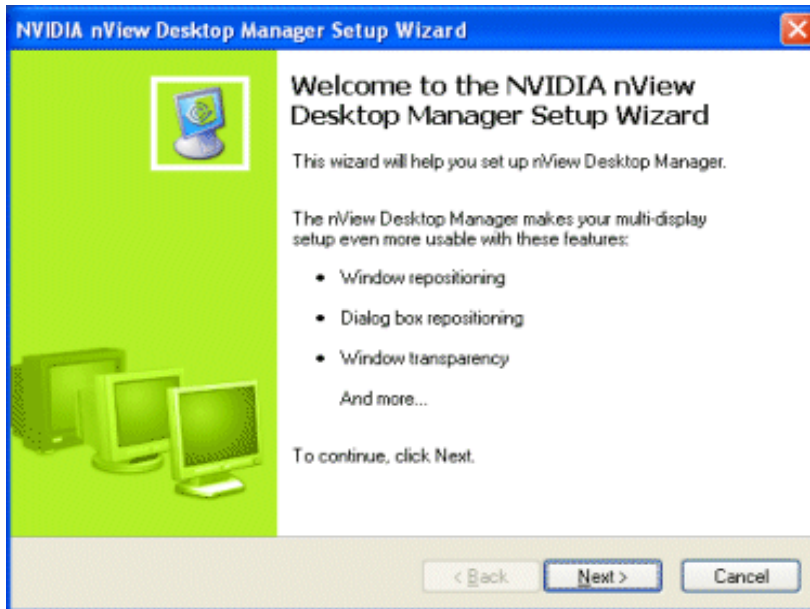 NVIDIA nView Desktop Manager Setup Wizard
Welcome to the NVIDIA nView
Desktop Manager Setup Wizard
This wizard will help you set up nView Desktop Manager.
The nView Desktop Manager makes your multi-display
setup even more usable with these features:
• Window repositioning
• Dialog box repositioning
• Window transparency
And more...
To continue, click Next.
< Back
Next >
Cancel